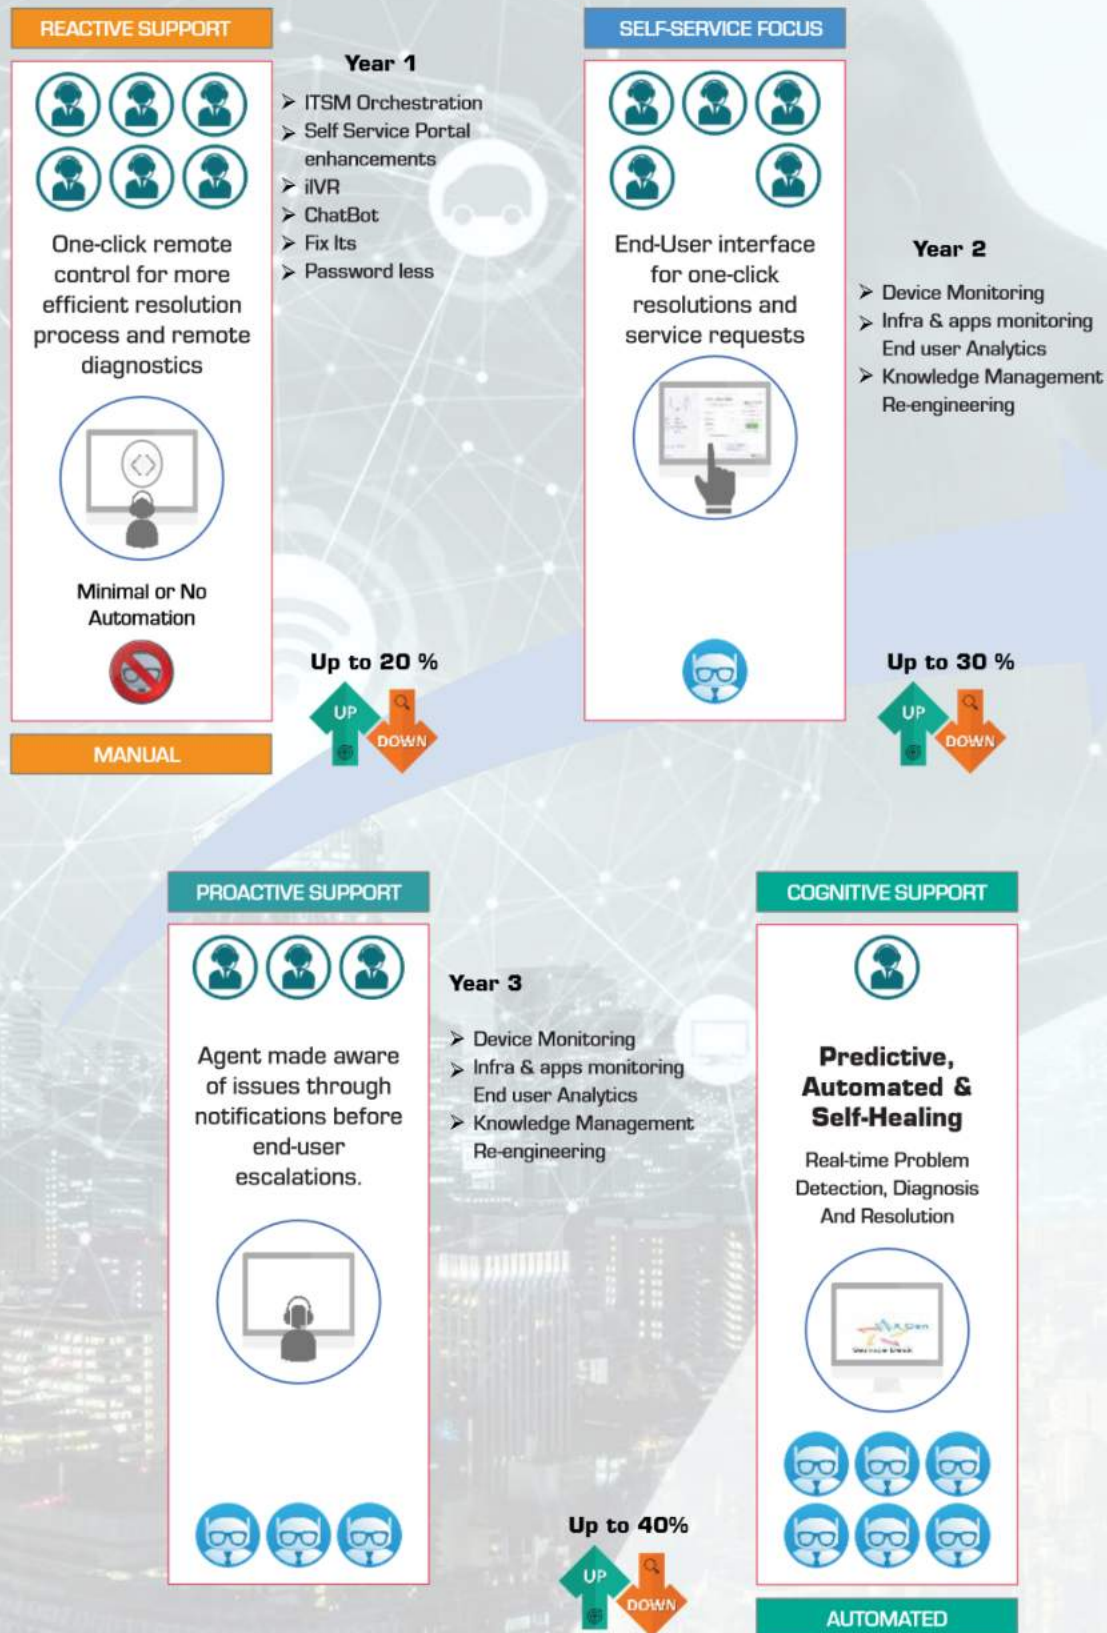 REACTIVE SUPPORT
One-click remote
control for more
efficient resolution
process and remote
diagnostics
Minimal or No
Automation
MANUAL
Year 1
➢ ITSM Orchestration
➢ Self Service Portal
enhancements
➢ iIVR
➢ ChatBot
➢ Fix Its
➢ Password less
Up to 20 %
UP
DOWN
SELF-SERVICE FOCUS
End-User interface
for one-click
resolutions and
service requests
Year 2
➢ Device Monitoring
➢ Infra & apps monitoring
End user Analytics
➢ Knowledge Management
Re-engineering
Up to 30 %
UP
DOWN
PROACTIVE SUPPORT
Agent made aware
of issues through
notifications before
end-user
escalations.
Year 3
➢ Device Monitoring
➢ Infra & apps monitoring
End user Analytics
➢ Knowledge Management
Re-engineering
Up to 40%
UP
DOWN
COGNITIVE SUPPORT
Predictive,
Automated &
Self-Healing
Real-time Problem
Detection, Diagnosis
And Resolution
AUTOMATED